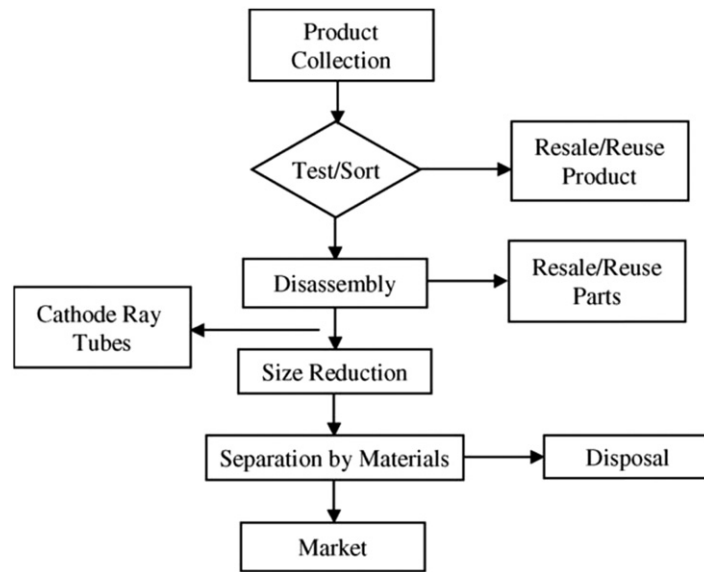 Product
Collection
Test/Sort
Resale/Reuse
Product
Disassembly
Resale/Reuse
Parts
Cathode Ray
Tubes
Size Reduction
Separation by Materials
Disposal
Market